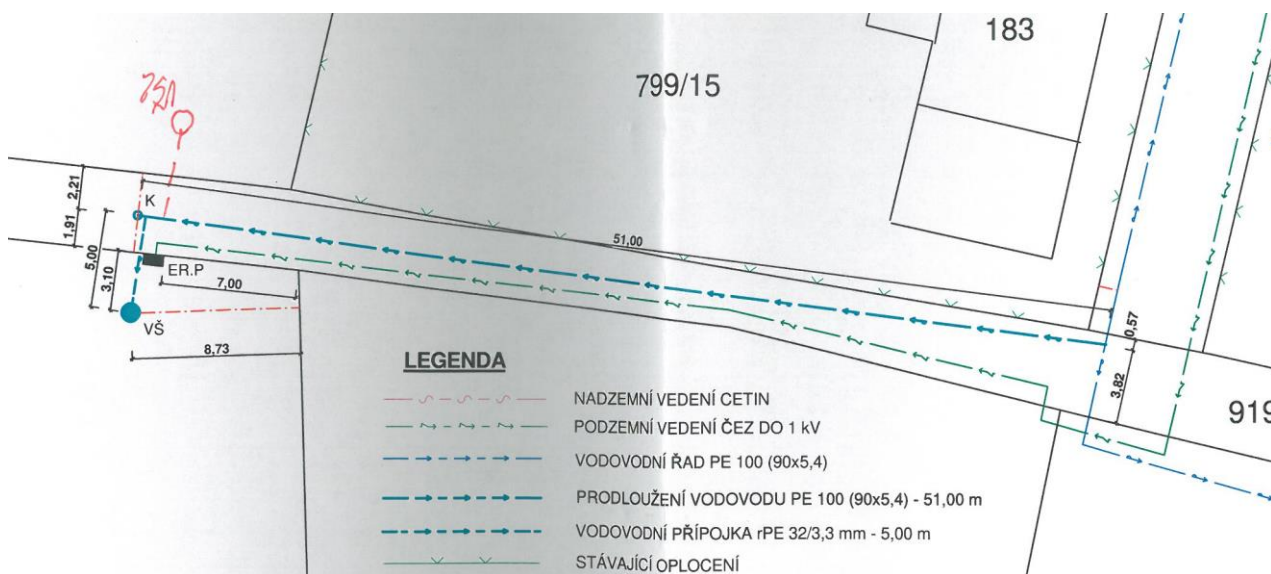 183
799/15
2,21
1,91
K
5,00
3,10
ER.P
7,00
VŠ
8,73
51,00
0,57
3,82
919
LEGENDA
NADZEMNÍ VEDENÍ CETIN
PODZEMNÍ VEDENÍ ČEZ DO 1 kV
VODOVODNÍ ŘAD PE 100 (90x5,4)
PRODLOUŽENÍ VODOVODU PE 100 (90x5,4) - 51,00 m
VODOVODNÍ PŘÍPOJKA rPE 32/3,3 mm - 5,00 m
STÁVAJÍCÍ OPLOCENÍ